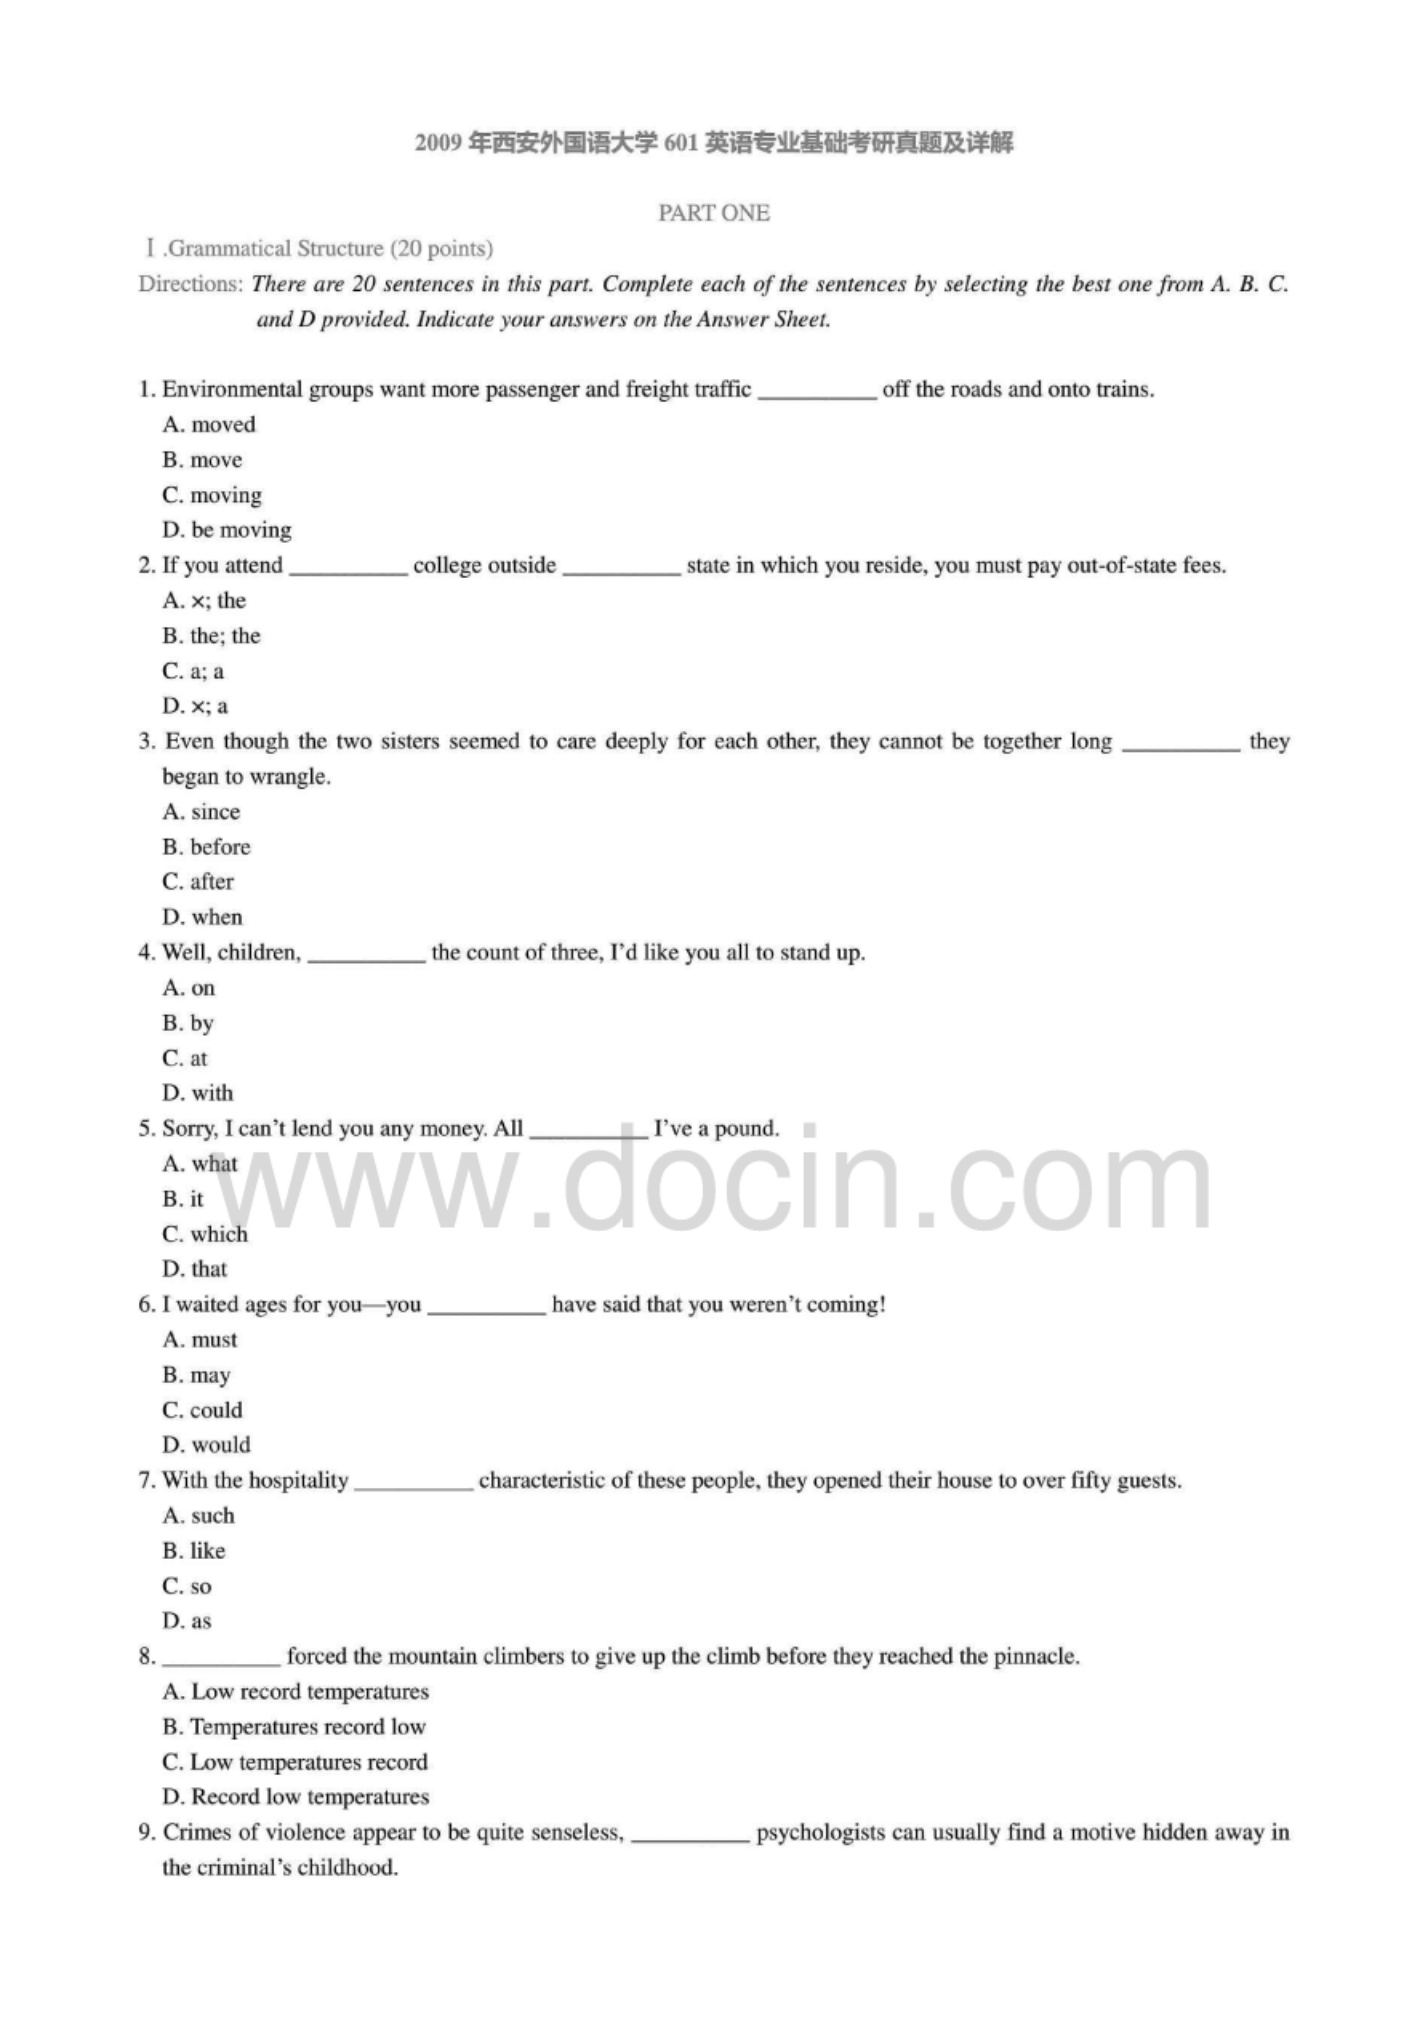 2009 年西安外国语大学 601 英语专业基础考研真题及详解
PART ONE
Ⅰ.Grammatical Structure (20 points)
Directions: There are 20 sentences in this part. Complete each of the sentences by selecting the best one from A. B. C.
and D provided. Indicate your answers on the Answer Sheet.
1. Environmental groups want more passenger and freight traffic __________ off the roads and onto trains.
A. moved
B. move
C. moving
D. be moving
2. If you attend __________ college outside __________ state in which you reside, you must pay out-of-state fees.
A. ×; the
B. the; the
C. a; a
D. ×; a
3. Even though the two sisters seemed to care deeply for each other, they cannot be together long __________ they
began to wrangle.
A. since
B. before
C. after
D. when
4. Well, children, __________ the count of three, I’d like you all to stand up.
A. on
B. by
C. at
D. with
5. Sorry, I can’t lend you any money. All __________ I’ve a pound.
A. what
www.docin.com
B. it
C. which
D. that
6. I waited ages for you—you __________ have said that you weren’t coming!
A. must
B. may
C. could
D. would
7. With the hospitality __________ characteristic of these people, they opened their house to over fifty guests.
A. such
B. like
C. so
D. as
8. __________ forced the mountain climbers to give up the climb before they reached the pinnacle.
A. Low record temperatures
B. Temperatures record low
C. Low temperatures record
D. Record low temperatures
9. Crimes of violence appear to be quite senseless, __________ psychologists can usually find a motive hidden away in
the criminal’s childhood.